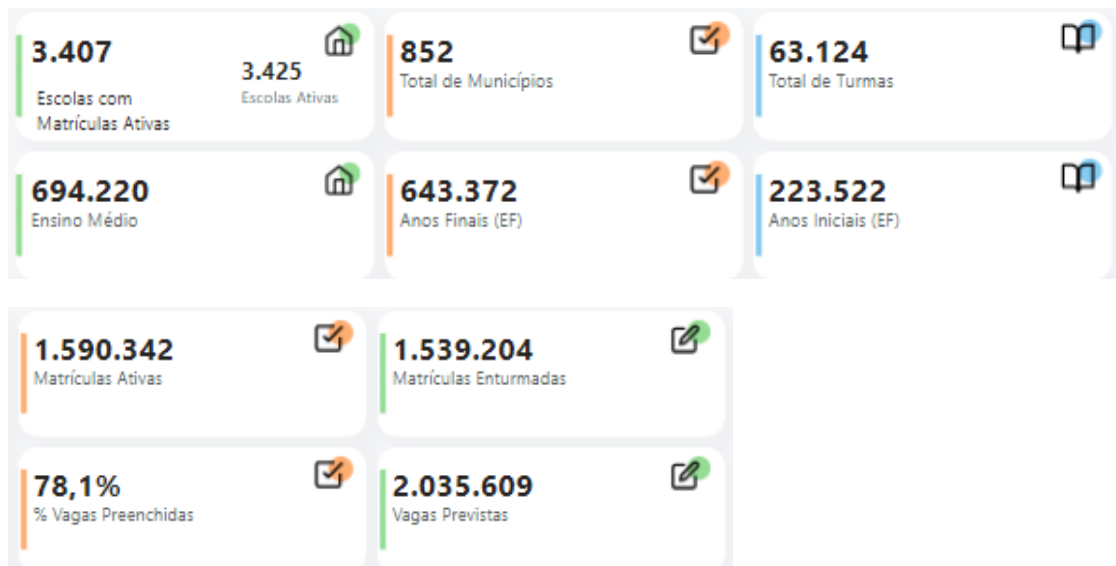 3.407
Escolas com
Matrículas Ativas
3.425
Escolas Ativas
852
Total de Municípios
63.124
Total de Turmas
694.220
Ensino Médio
643.372
Anos Finais (EF)
223.522
Anos Iniciais (EF)
1.590.342
Matrículas Ativas
1.539.204
Matrículas Enturmadas
78,1%
% Vagas Preenchidas
2.035.609
Vagas Previstas